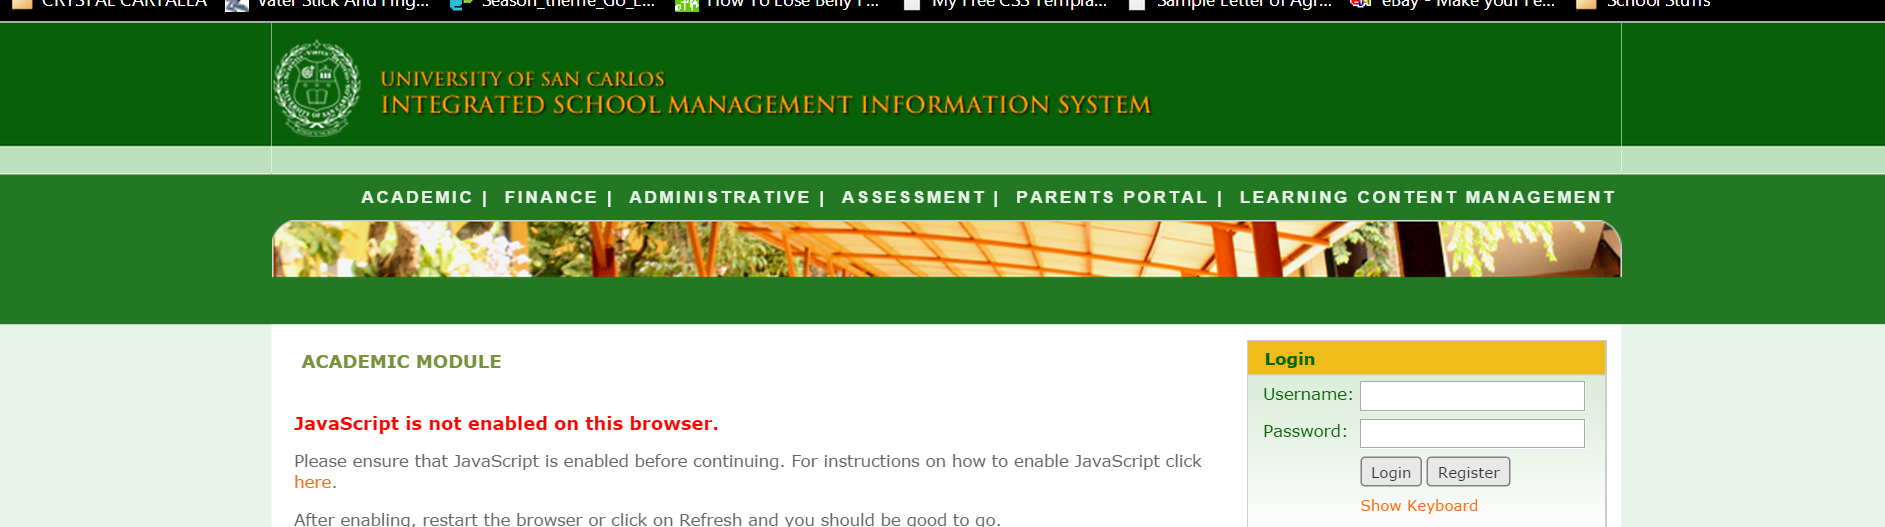 CRYSTAL CARTALLA Vater Stick And Fing... Season_theme_Go_E... How To Lose Belly F... My Free CSS Templa... Sample Letter of Agr... eBay - Make your Fe... School Stuffs
UNIVERSITY OF SAN CARLOS
INTEGRATED SCHOOL MANAGEMENT INFORMATION SYSTEM
ACADEMIC | FINANCE | ADMINISTRATIVE | ASSESSMENT | PARENTS PORTAL | LEARNING CONTENT MANAGEMENT
ACADEMIC MODULE
JavaScript is not enabled on this browser.
Please ensure that JavaScript is enabled before continuing. For instructions on how to enable JavaScript click
here.
After enabling, restart the browser or click on Refresh and you should be good to go.
Login
Username:
Password:
Login Register
Show Keyboard